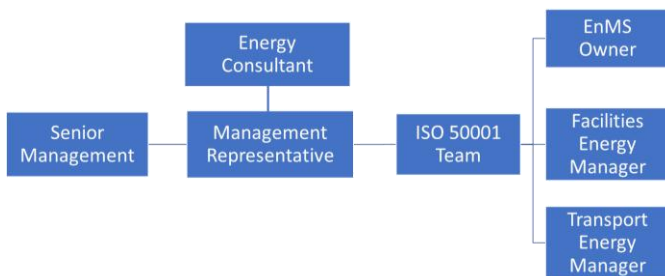 Energy
Consultant
Senior
Management
Management
Representative
ISO 50001
Team
EnMS
Owner
Facilities
Energy
Manager
Transport
Energy
Manager